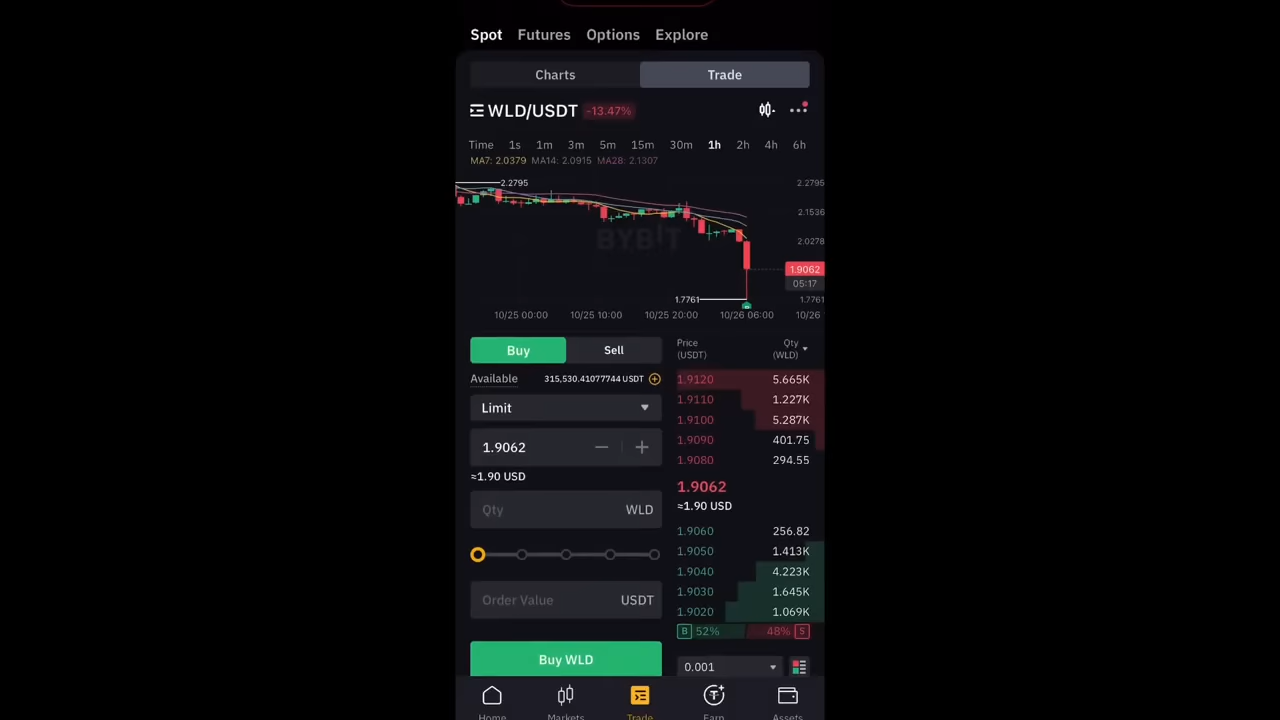 Spot Futures Options Explore
Charts Trade
WLD/USDT -13.47%
Time 1s 1m 3m 5m 15m 30m 1h 2h 4h 6h
MA7: 2.0379 MA14: 2.0915 MA28: 2.1307
2.2795
2.2795
2.1536
2.0278
BYBIT
1.9062
05:17
1.7761
1.7761
10/25 00:00 10/25 10:00 10/25 20:00 10/26 06:00 10/26 1
Buy Sell
Available 315,530.41077744 USDT
Limit
1.9062
≈1.90 USD
Qty WLD
Order Value USDT
Buy WLD
Price Qty
(USDT) (WLD)
1.9120 5.665K
1.9110 1.227K
1.9100 5.287K
1.9090 401.75
1.9080 294.55
1.9062
≈1.90 USD
1.9060 256.82
1.9050 1.413K
1.9040 4.223K
1.9030 1.645K
1.9020 1.069K
B 52% 48% S
0.001
Home Markets Trade Earn Assets